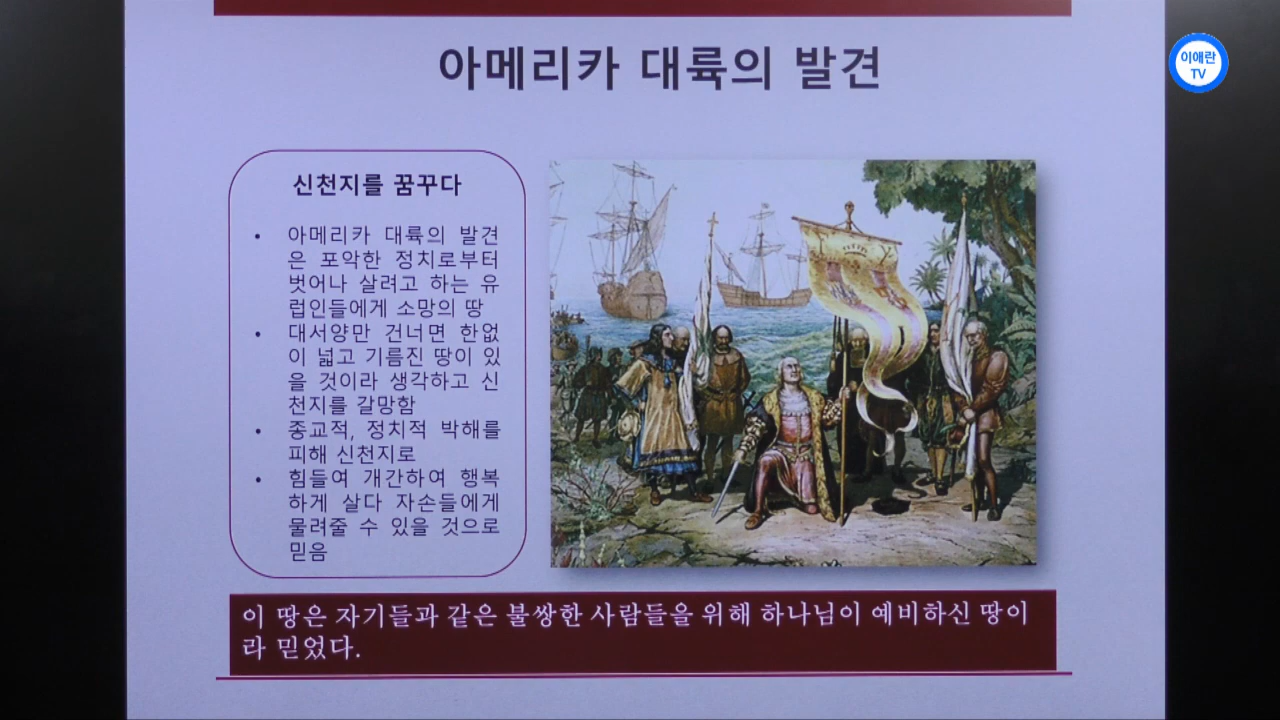 아메리카 대륙의 발견
이애란
TV
신천지를 꿈꾸다
• 아메리카 대륙의 발견
은 포악한 정치로부터
벗어나 살려고 하는 유
럽인들에게 소망의 땅
• 대서양만 건너면 한없
이 넓고 기름진 땅이 있
을 것이라 생각하고 신
천지를 갈망함
• 종교적, 정치적 박해를
피해 신천지로
• 힘들여 개간하여 행복
하게 살다 자손들에게
물려줄 수 있을 것으로
믿음
이 땅은 자기들과 같은 불쌍한 사람들을 위해 하나님이 예비하신 땅이
라 믿었다.